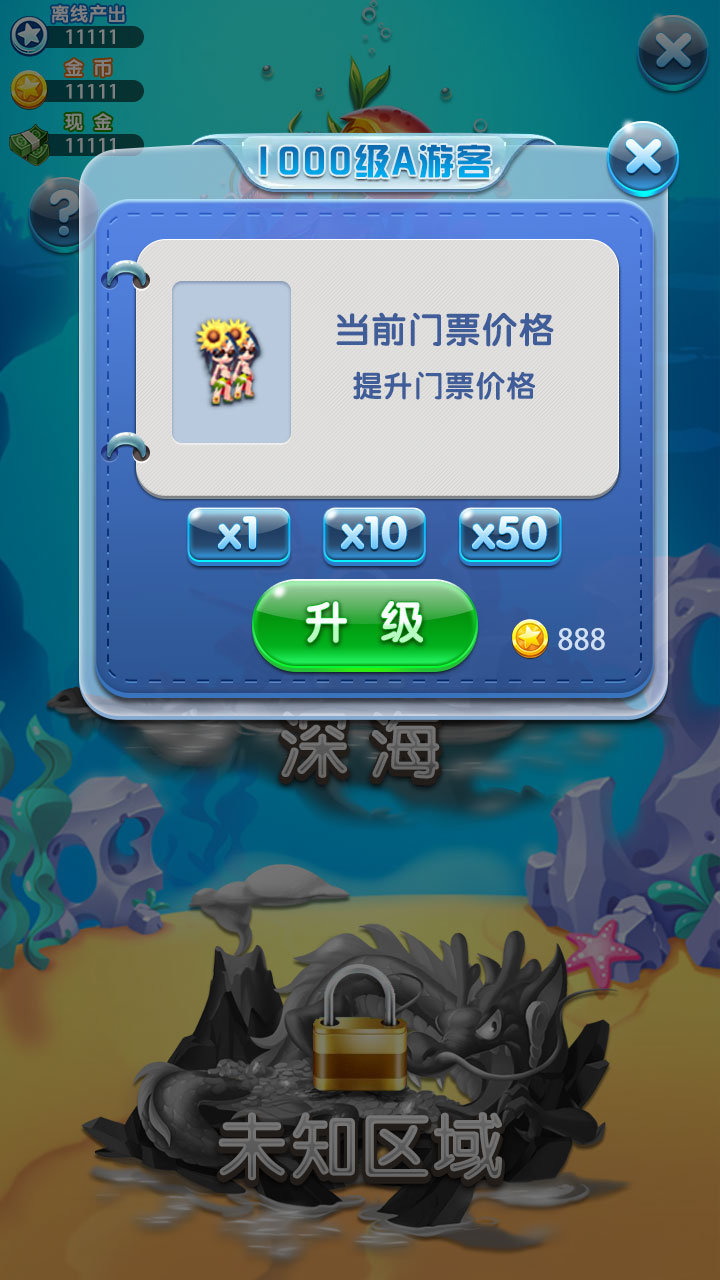 离线产出
11111
金币
11111
现金
11111
?
1000级A游客
当前门票价格
提升门票价格
x1
x10
x50
升级
888
深海
未知区域